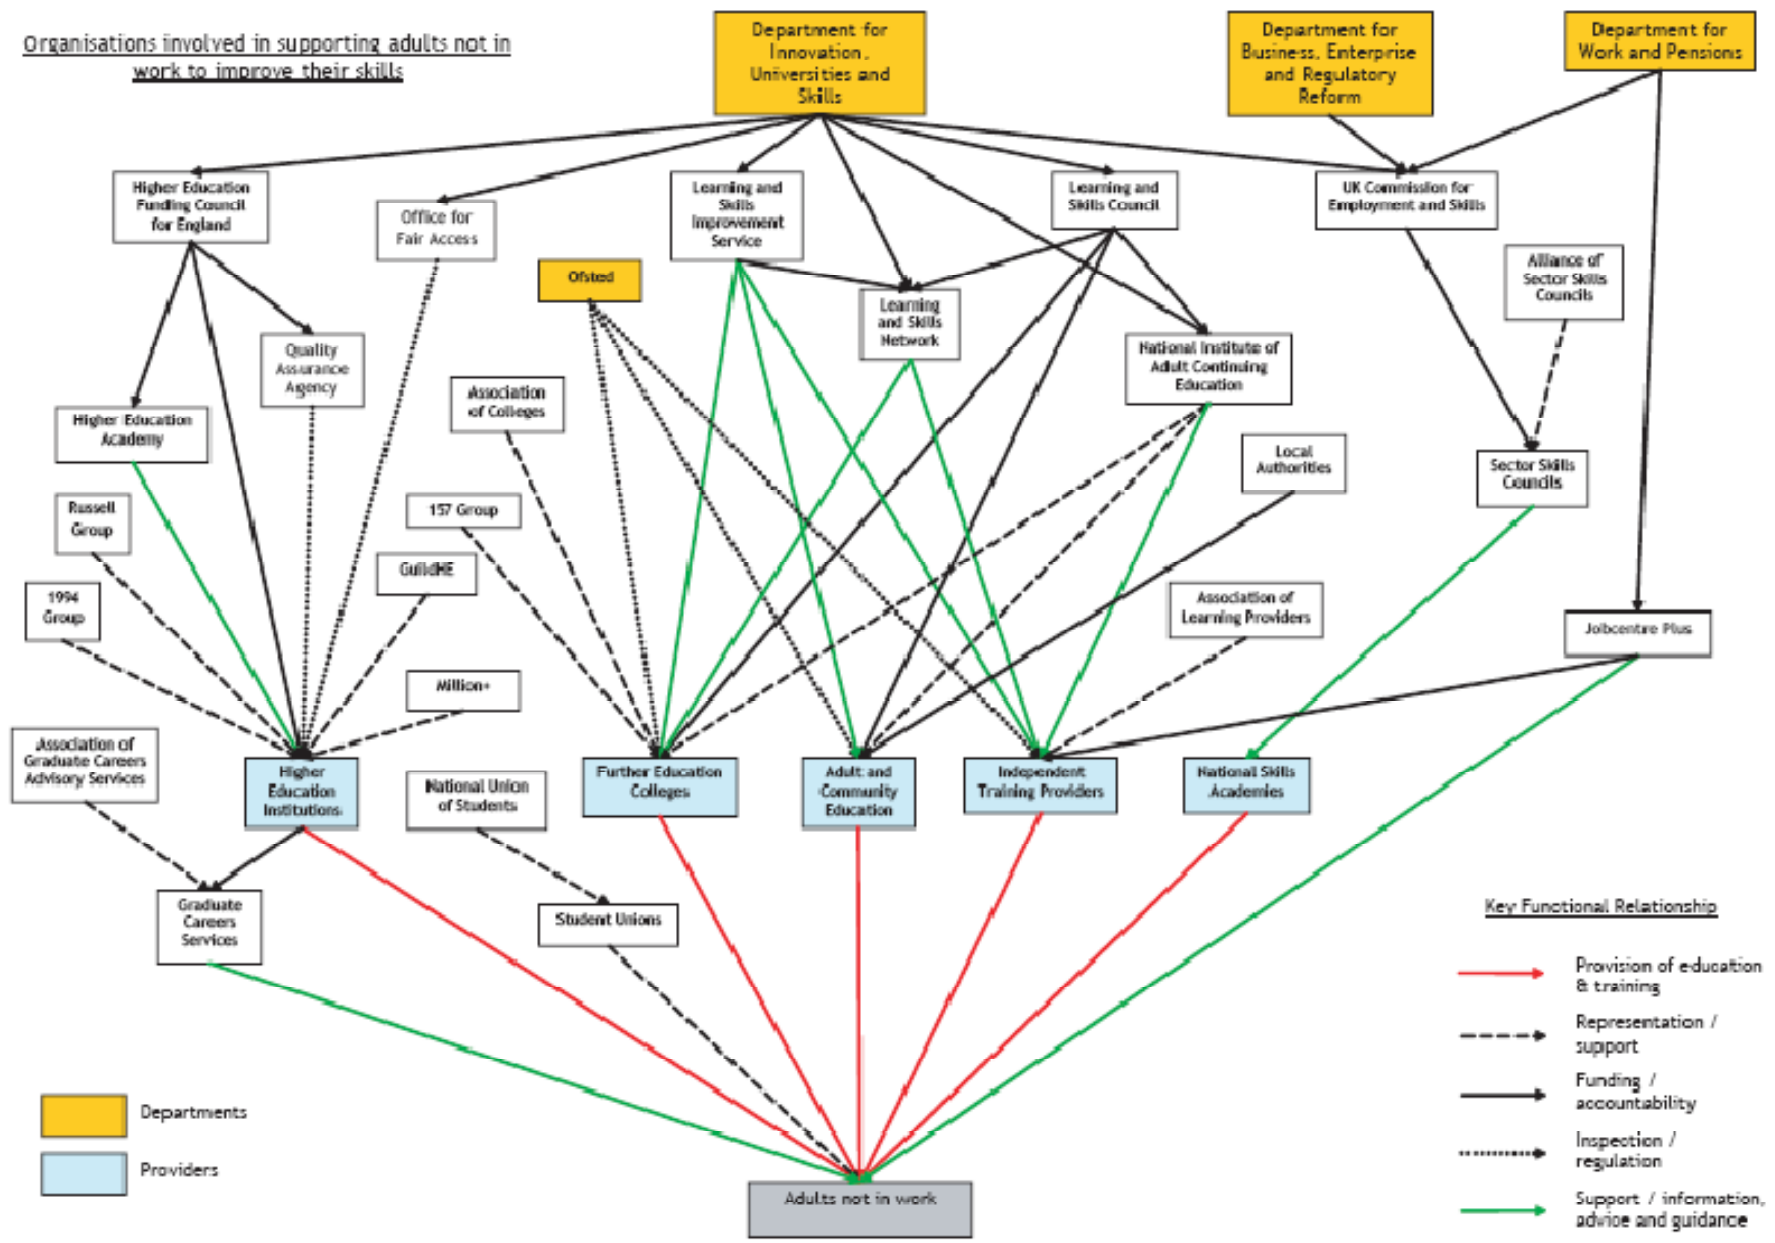 Organisations involved in supporting adults not in
work to improve their skills
Department for
Innovation,
Universities and
Skills
Department for
Business, Enterprise
and Regulatory
Reform
Department for
Work and Pensions
Higher Education
Funding Council
for England
Office for
Fair Access
Learning and
Skills
Improvement
Service
Learning and
Skills Council
UK Commission for
Employment and Skills
Ofsted
Alliance of
Sector Skills
Councils
Learning
and Skills
Network
Quality
Assurance
Agency
National Institute of
Adult Continuing
Education
Association
of Colleges
Higher Education
Academy
Local
Authorities
Sector Skills
Councils
Russell
Group
157 Group
GuildHE
1994
Group
Association of
Learning Providers
Jobcentre Plus
Million+
Association of
Graduate Careers
Advisory Services
Higher
Education
Institutions
National Union
of Students
Further Education
Colleges
Adult and
Community
Education
Independent
Training Providers
National Skills
Academies
Graduate
Careers
Services
Student Unions
Key Functional Relationship
Provision of education
& training
Representation /
support
Funding /
accountability
Inspection /
regulation
Support / information,
advice and guidance
Departments
Providers
Adults not in work